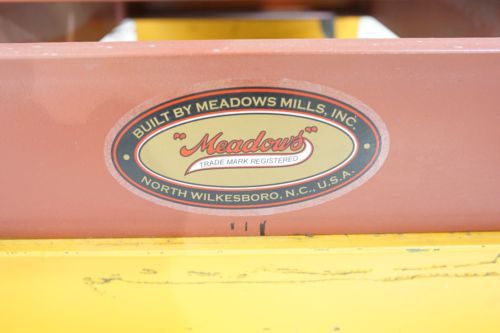 BUILT BY MEADOWS MILLS, INC.
"Meadows"
TRADE MARK REGISTERED
NORTH WILKESBORO, N.C., U.S.A.